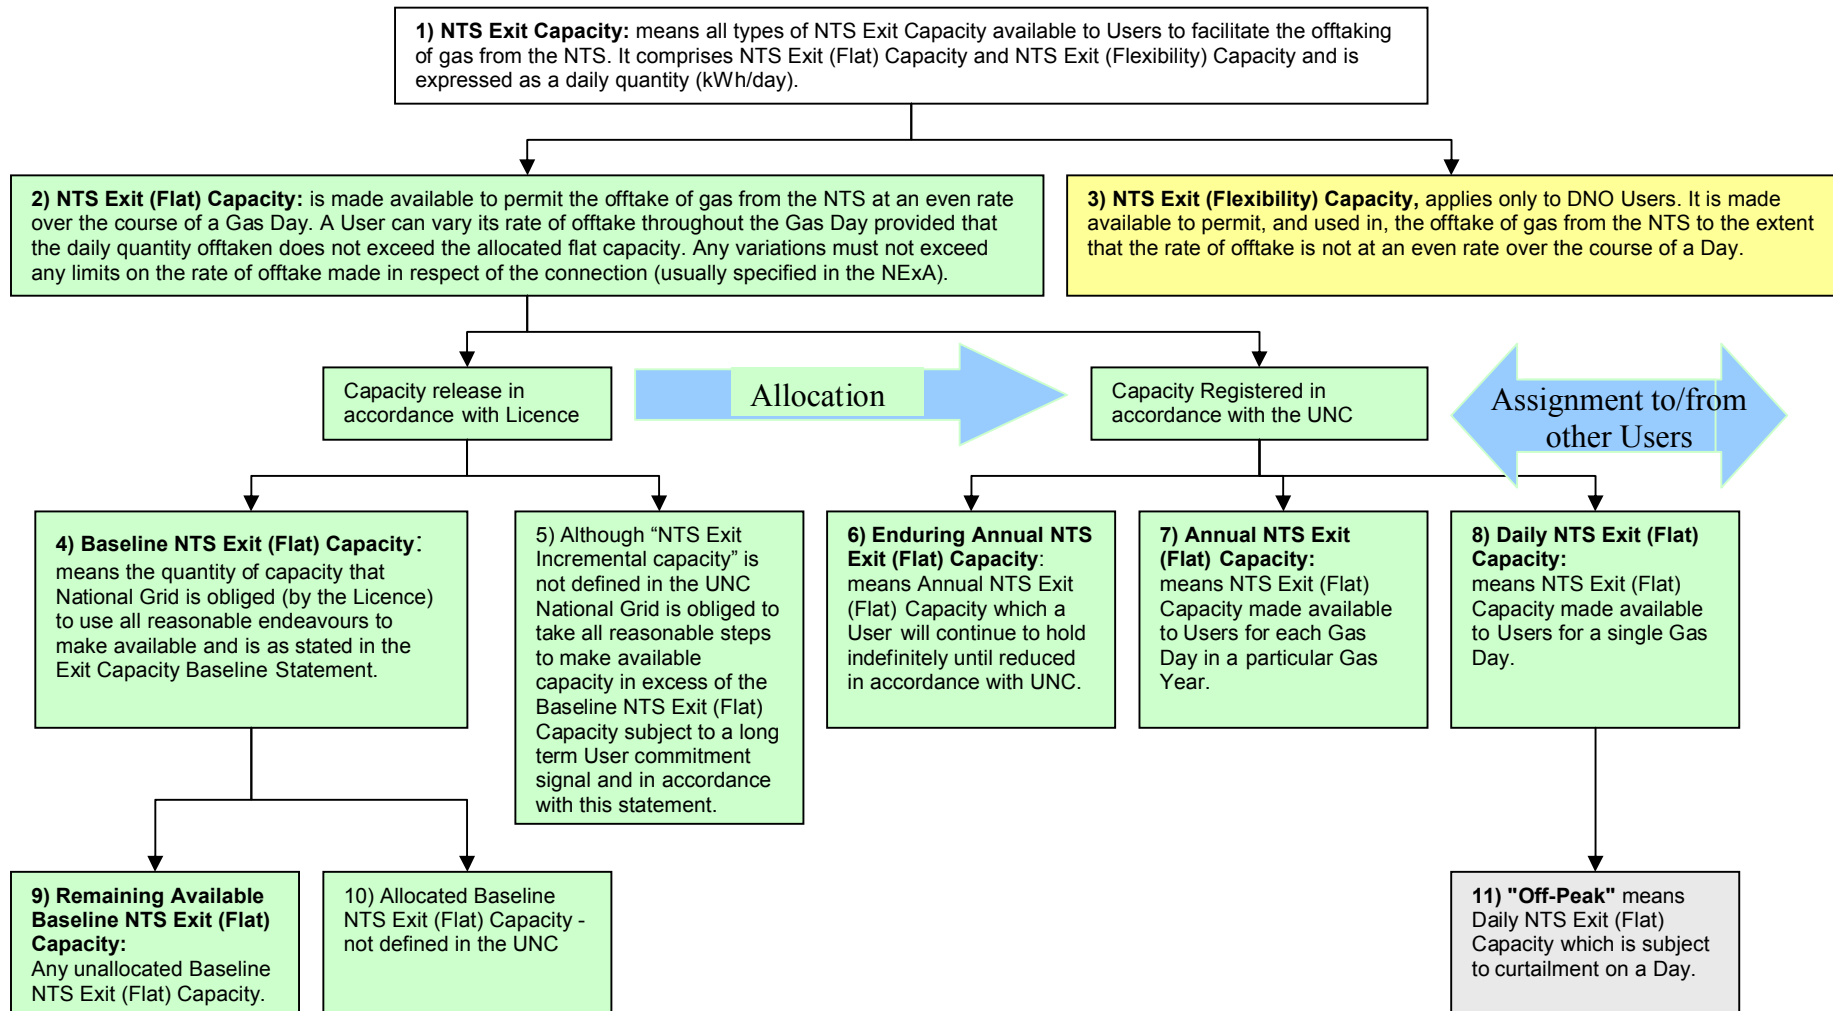 1) NTS Exit Capacity: means all types of NTS Exit Capacity available to Users to facilitate the offtaking
of gas from the NTS. It comprises NTS Exit (Flat) Capacity and NTS Exit (Flexibility) Capacity and is
expressed as a daily quantity (kWh/day).
2) NTS Exit (Flat) Capacity: is made available to permit the offtake of gas from the NTS at an even rate
over the course of a Gas Day. A User can vary its rate of offtake throughout the Gas Day provided that
the daily quantity offtaken does not exceed the allocated flat capacity. Any variations must not exceed
any limits on the rate of offtake made in respect of the connection (usually specified in the NExA).
3) NTS Exit (Flexibility) Capacity, applies only to DNO Users. It is made
available to permit, and used in, the offtake of gas from the NTS to the extent
that the rate of offtake is not at an even rate over the course of a Day.
Capacity release in
accordance with Licence
Allocation
Capacity Registered in
accordance with the UNC
Assignment to/from
other Users
4) Baseline NTS Exit (Flat) Capacity:
means the quantity of capacity that
National Grid is obliged (by the Licence)
to use all reasonable endeavours to
make available and is as stated in the
Exit Capacity Baseline Statement.
5) Although “NTS Exit
Incremental capacity” is
not defined in the UNC
National Grid is obliged to
take all reasonable steps
to make available
capacity in excess of the
Baseline NTS Exit (Flat)
Capacity subject to a long
term User commitment
signal and in accordance
with this statement.
6) Enduring Annual NTS
Exit (Flat) Capacity:
means Annual NTS Exit
(Flat) Capacity which a
User will continue to hold
indefinitely until reduced
in accordance with UNC.
7) Annual NTS Exit
(Flat) Capacity:
means NTS Exit (Flat)
Capacity made available
to Users for each Gas
Day in a particular Gas
Year.
8) Daily NTS Exit (Flat)
Capacity:
means NTS Exit (Flat)
Capacity made available
to Users for a single Gas
Day.
9) Remaining Available
Baseline NTS Exit (Flat)
Capacity:
Any unallocated Baseline
NTS Exit (Flat) Capacity.
10) Allocated Baseline
NTS Exit (Flat) Capacity -
not defined in the UNC
11) "Off-Peak" means
Daily NTS Exit (Flat)
Capacity which is subject
to curtailment on a Day.